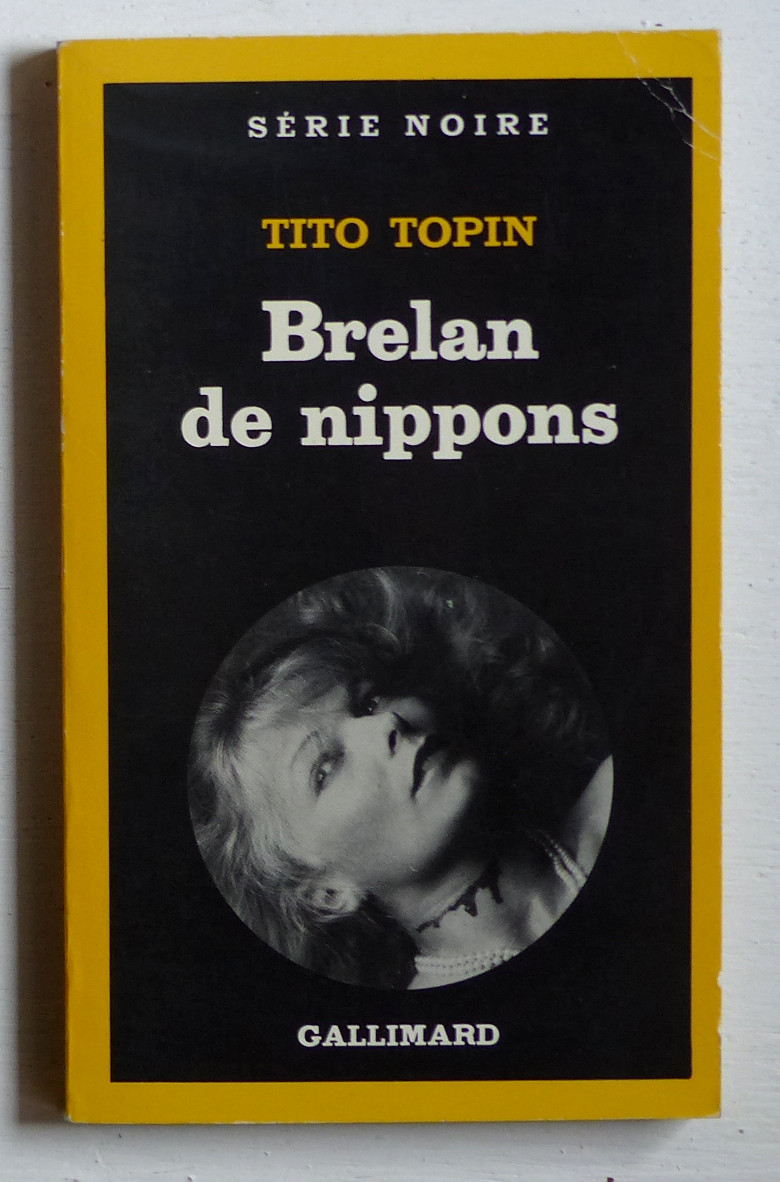 SÉRIE NOIRE
TITO TOPIN
Brelan
de nippons
GALLIMARD